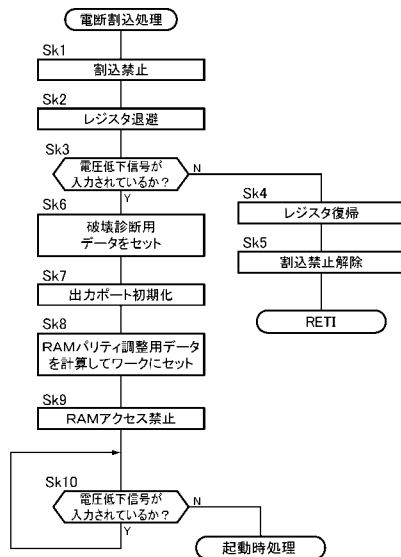 電断割込処理
Sk1
割込禁止
Sk2
レジスタ退避
Sk3
電圧低下信号が
入力されているか?
N
Y
Sk4
レジスタ復帰
Sk5
割込禁止解除
RETI
Sk6
破壊診断用
データをセット
Sk7
出力ポート初期化
Sk8
RAMパリティ調整用データ
を計算してワークにセット
Sk9
RAMアクセス禁止
Sk10
電圧低下信号が
入力されているか?
N
Y
起動時処理